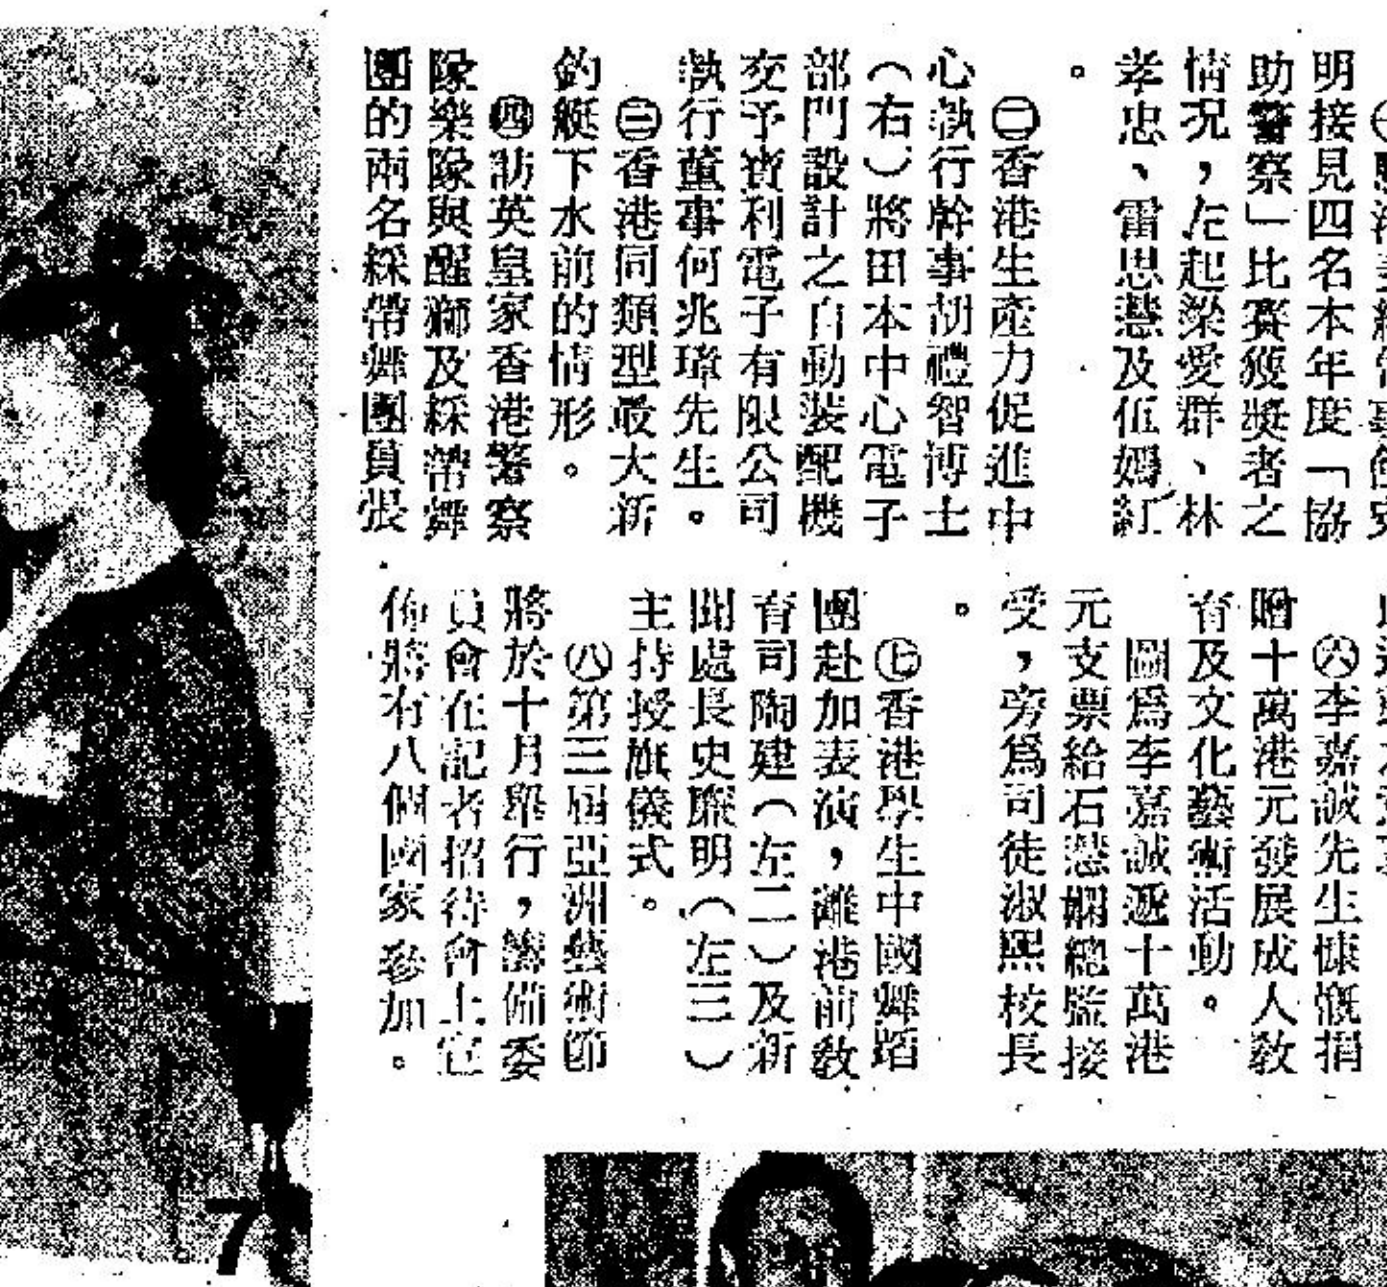 明接見四名本年度「協
助警察」比賽獲獎者之
情況，左起梁愛群、林
孝忠、雷思慧及伍嫣紅
。
㊁香港生產力促進中
心執行幹事胡禮智博士
（右）將田本中心電子
部門設計之自動裝配機
交予寶利電子有限公司
執行董事何兆璋先生。
㊂香港同類型最大新
釣艇下水前的情形。
㊃訪英皇家香港警察
隊樂隊與醒獅及綵帶舞
團的兩名綵帶舞團員張
㊅李嘉誠先生慷慨捐
贈十萬港元發展成人教
育及文化藝術活動。
圖爲李嘉誠遞十萬港
元支票給石慧嫻總監接
受，旁爲司徒淑熙校長
。
㊆香港學生中國舞蹈
團赴加表演，離港前教
育司陶建（左二）及新
聞處長史䠂明（左三）
主持授旗儀式。
㊇第三屆亞洲藝術節
將於十月舉行，籌備委
員會在記者招待會上宣
佈將有八個國家參加。
7